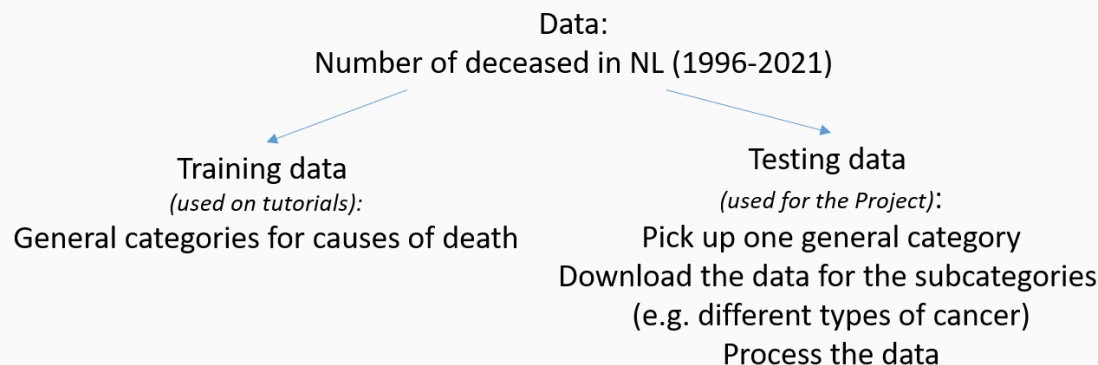 Data:
Number of deceased in NL (1996-2021)
Training data
(used on tutorials):
General categories for causes of death
Testing data
(used for the Project):
Pick up one general category
Download the data for the subcategories
(e.g. different types of cancer)
Process the data